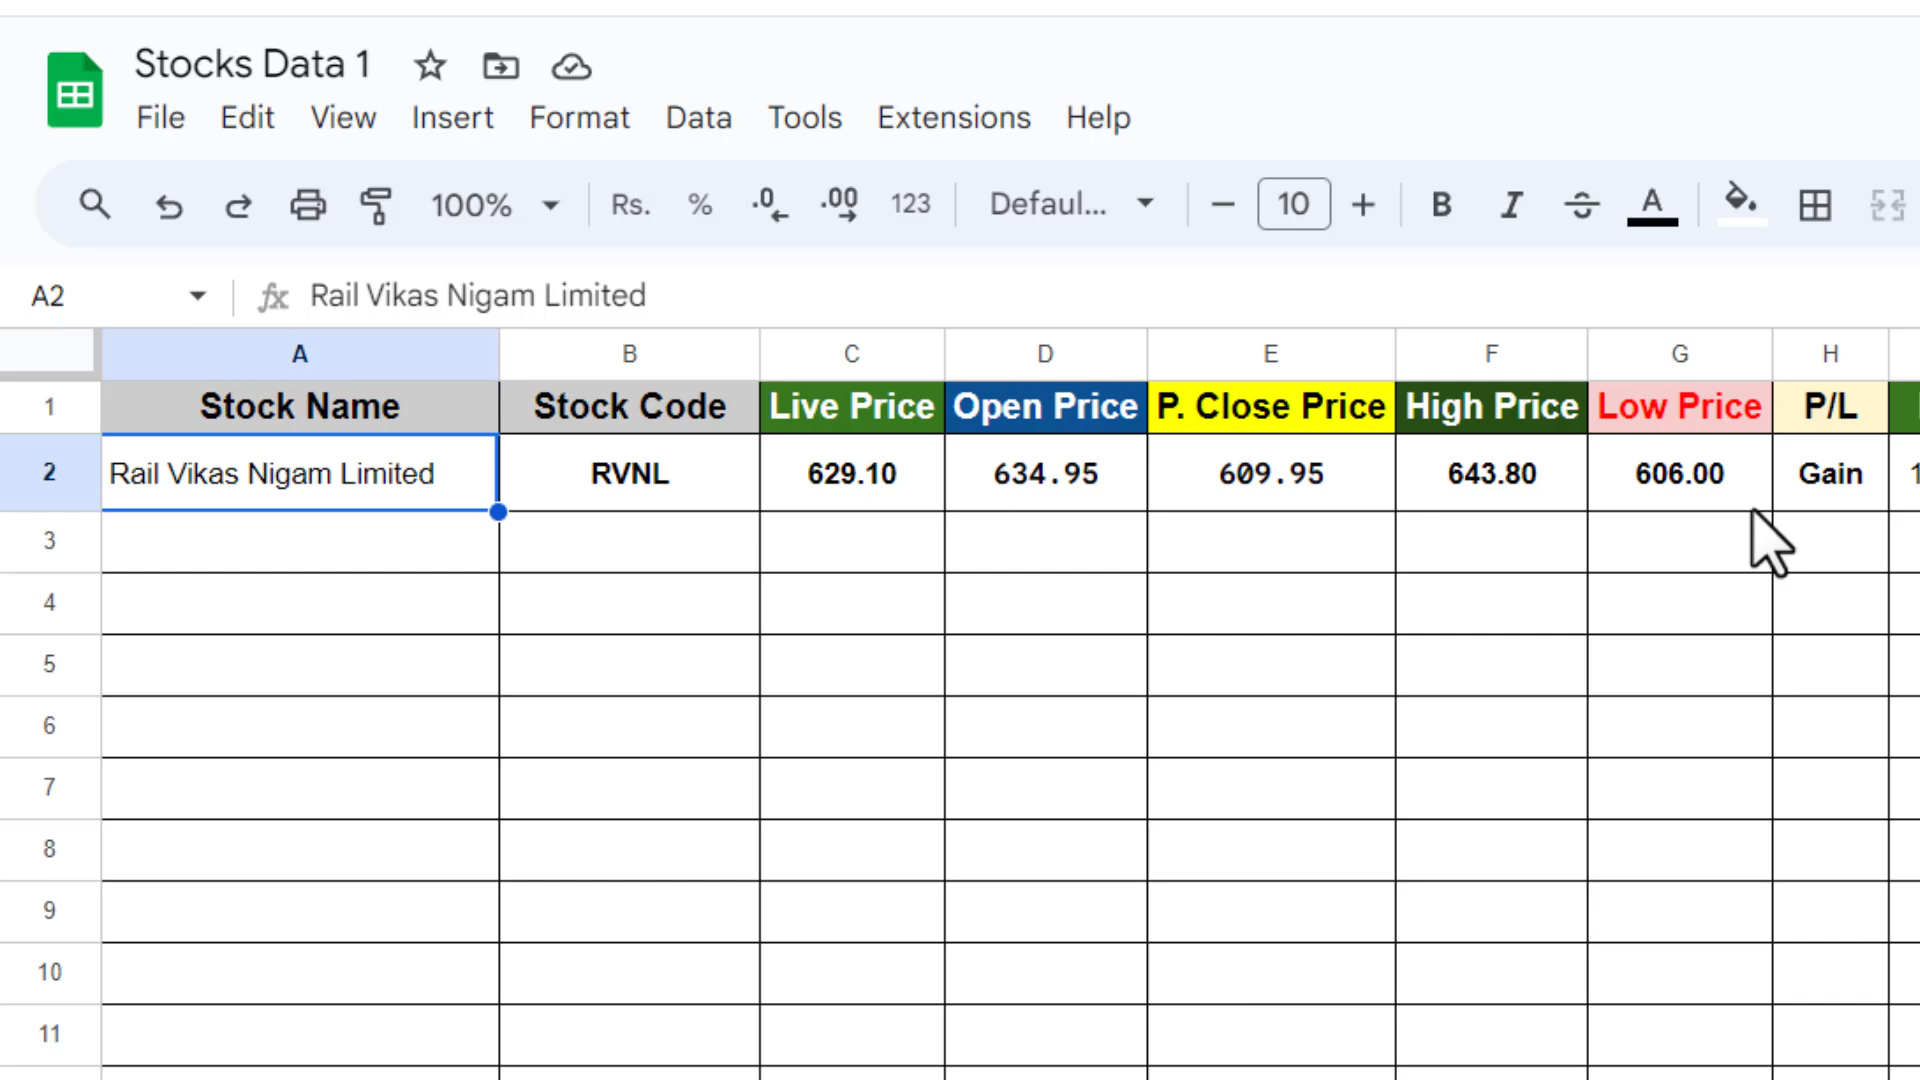 Stocks Data 1
File Edit View Insert Format Data Tools Extensions Help
100% Rs. % .0 .00 123 Defaul... − 10 + B I A
A2 fx Rail Vikas Nigam Limited
A B C D E F G H
1 Stock Name Stock Code Live Price Open Price P. Close Price High Price Low Price P/L
2 Rail Vikas Nigam Limited RVNL 629.10 634.95 609.95 643.80 606.00 Gain
3
4
5
6
7
8
9
10
11